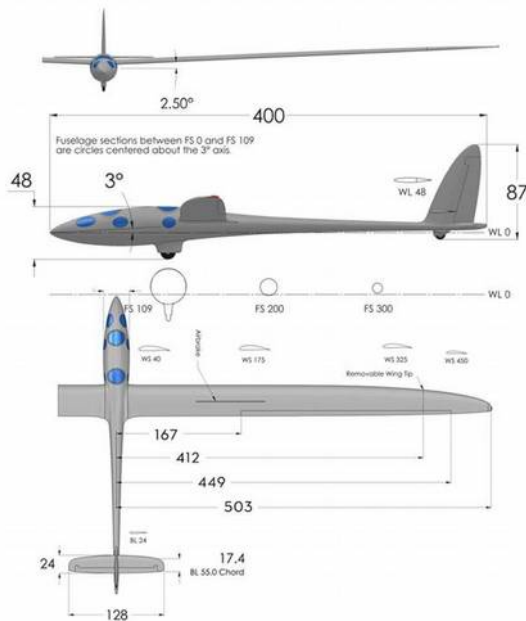 2.50°
400
Fuselage sections between FS 0 and FS 109
are circles centered about the 3° axis
48
3°
WL 48
87
WL 0
FS 109
FS 200
FS 300
WL 0
WS 40
Airbrake
WS 175
WS 325
WS 450
Removable Wing Tip
167
412
449
503
BL 24
24
17.4
BL 55.0 Chord
128